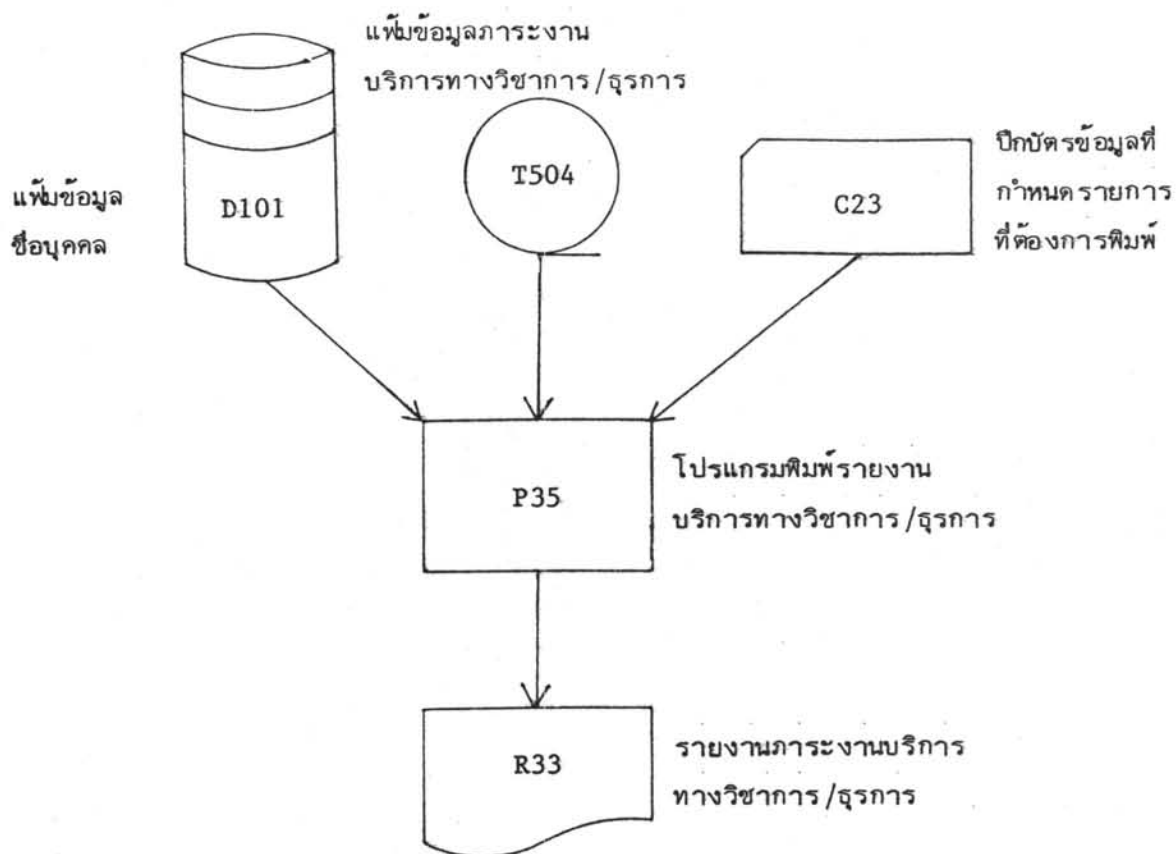 แฟ้มข้อมูลภาระงาน
บริการทางวิชาการ/ธุรการ
แฟ้มข้อมูล
ชื่อบุคคล
D101
T504
C23
ปึกบัตรข้อมูลที่
กำหนดรายการ
ที่ต้องการพิมพ์
P35
โปรแกรมพิมพ์รายงาน
บริการทางวิชาการ/ธุรการ
R33
รายงานภาระงานบริการ
ทางวิชาการ/ธุรการ